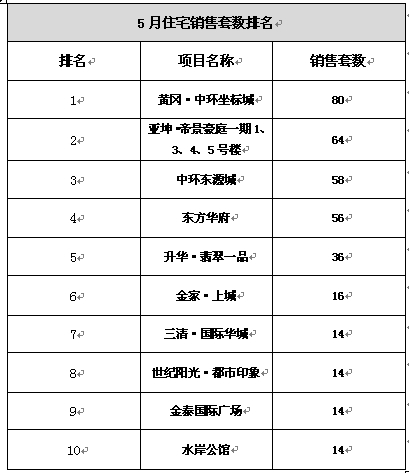 5月住宅销售套数排名
排名 项目名称 销售套数
1 黄冈·中环坐标城 80
2 亚坤·帝景豪庭一期1、 64
3、4、5号楼
3 中环东源城 58
4 东方华府 56
5 升华·翡翠一品 36
6 金家·上城 16
7 三清·国际华城 14
8 世纪阳光·都市印象 14
9 金泰国际广场 14
10 水岸公馆 14